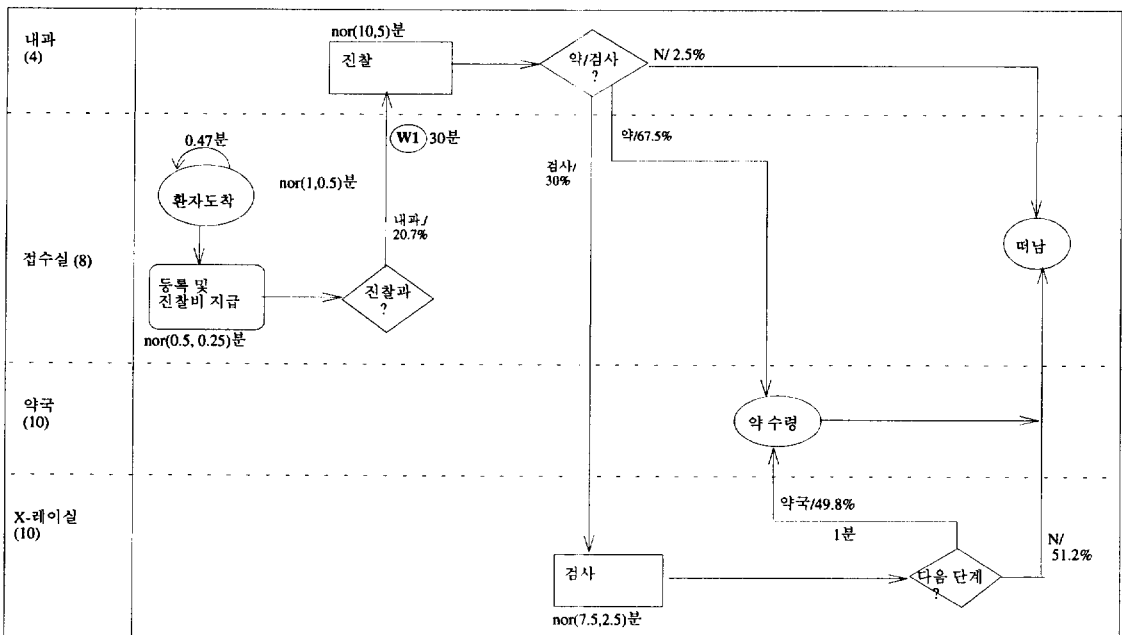 내과
(4)
nor(10,5)분
진찰
약/검사
?
N/ 2.5%
W1 30분
약/67.5%
검사/
30%
0.47분
환자도착
nor(1,0.5)분
내과/
20.7%
떠남
접수실 (8)
등록 및
진찰비 지급
진찰과
?
nor(0.5, 0.25)분
약국
(10)
약 수령
X-레이실
(10)
약국/49.8%
1분
N/
51.2%
검사
다음 단계
?
nor(7.5,2.5)분